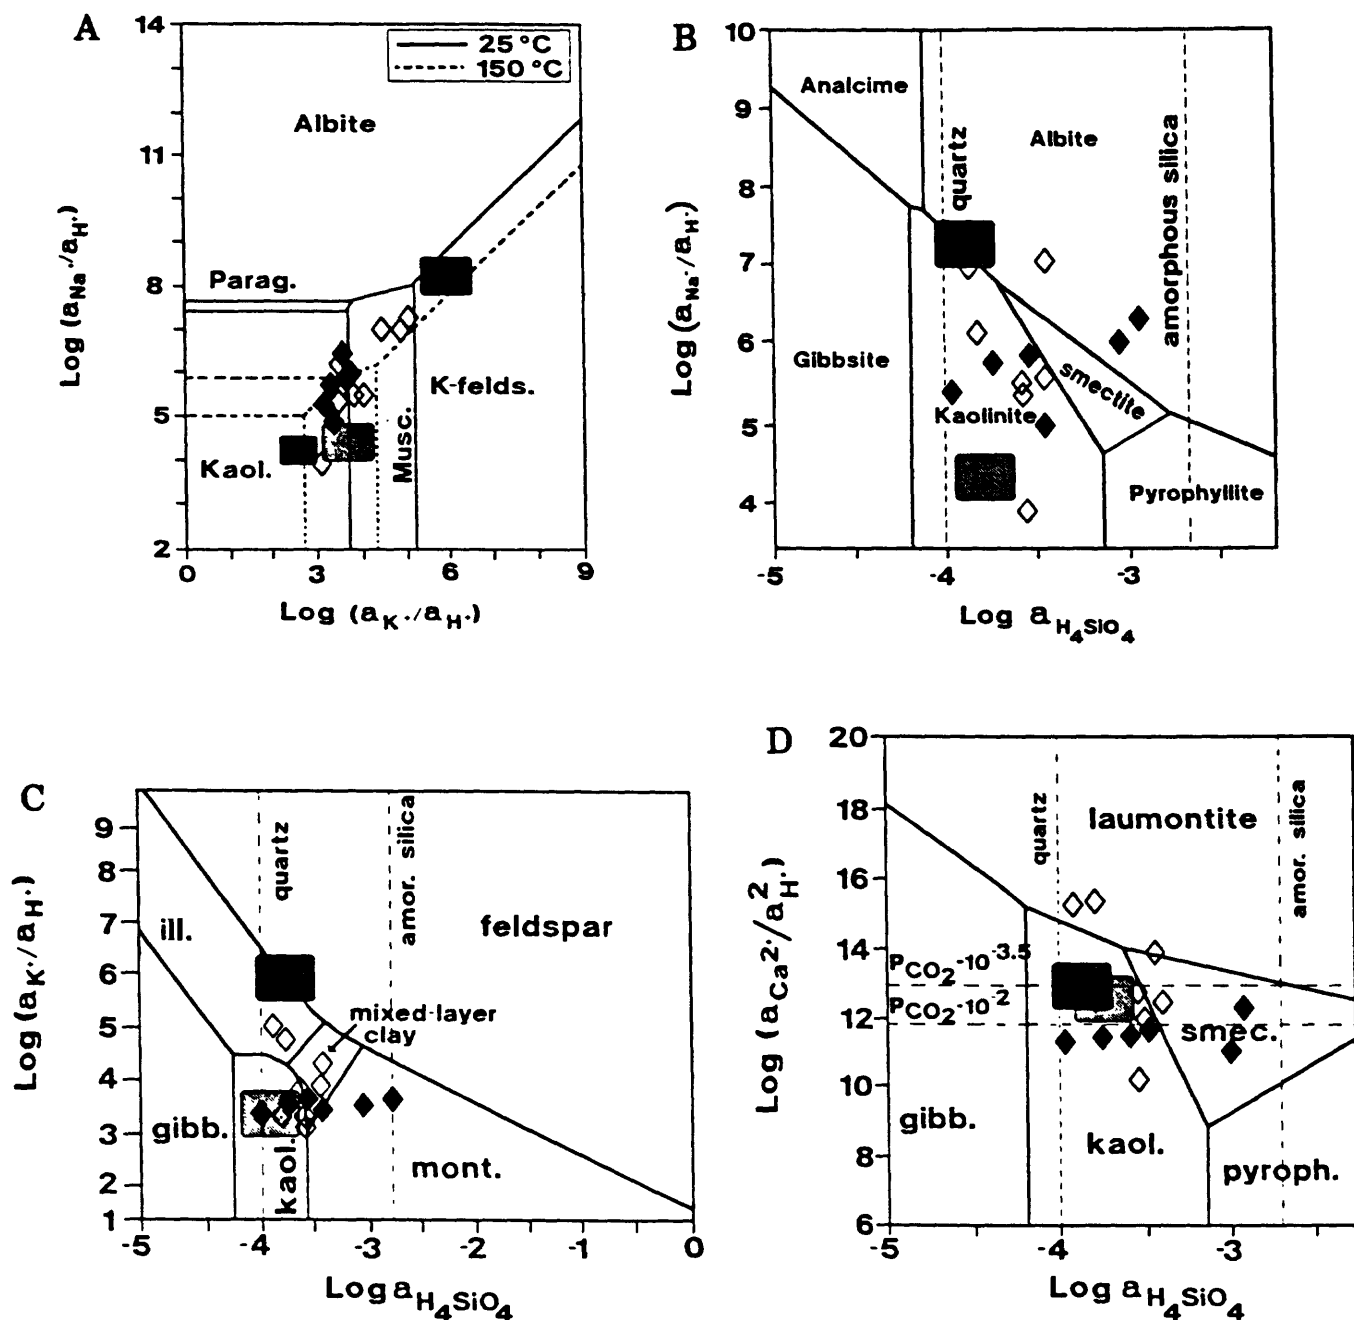 A
14
25 °C
150 °C
Albite
11
Log (aNa+/aH+)
8
Parag.
K-felds.
5
Kaol.
Musc.
2
0 3 6 9
Log (aK+/aH+)
B
10
Analcime
9
quartz
Albite
amorphous silica
8
Log (aNa+/aH+)
7
6
Gibbsite
smectite
Kaolinite
5
Pyrophyllite
4
-5 -4 -3
Log aH4SiO4
C
9
quartz
amor. silica
8
Log (aK+/aH+)
7
ill.
feldspar
6
5
mixed-layer
clay
4
gibb.
3
kaol.
mont.
2
1
-5 -4 -3 -2 -1 0
Log aH4SiO4
D
20
18
quartz
laumontite
amor. silica
16
Log (aCa2+/a2H+)
14
PCO2-10-3.5
PCO2-10-2
12
smec.
10
gibb.
kaol.
8
pyroph.
6
-5 -4 -3
Log aH4SiO4